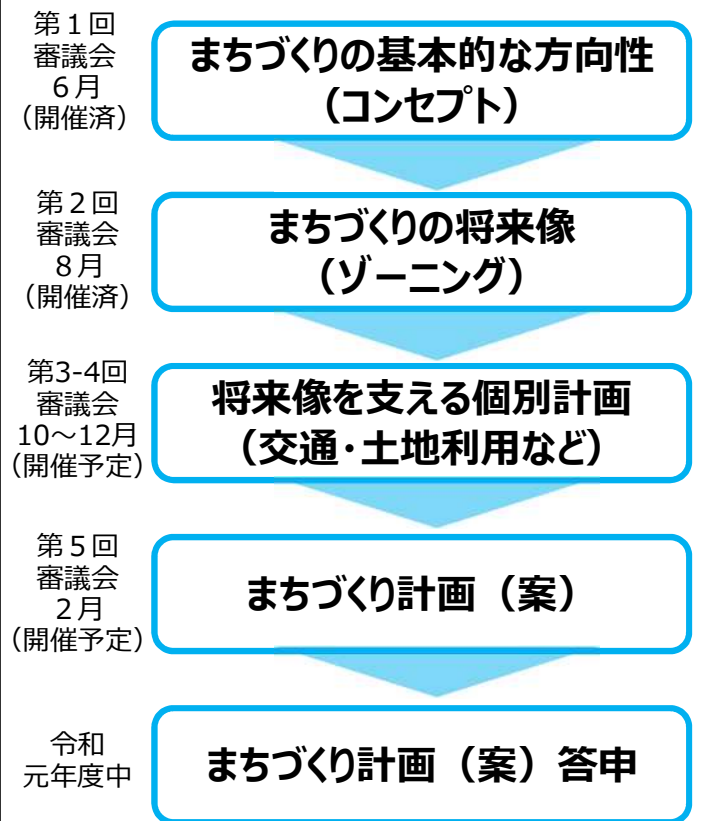 第１回
審議会
６月
（開催済）
まちづくりの基本的な方向性
（コンセプト）
第２回
審議会
８月
（開催済）
まちづくりの将来像
（ゾーニング）
第3-4回
審議会
10～12月
（開催予定）
将来像を支える個別計画
（交通・土地利用など）
第５回
審議会
２月
（開催予定）
まちづくり計画（案）
令和
元年度中
まちづくり計画（案）答申